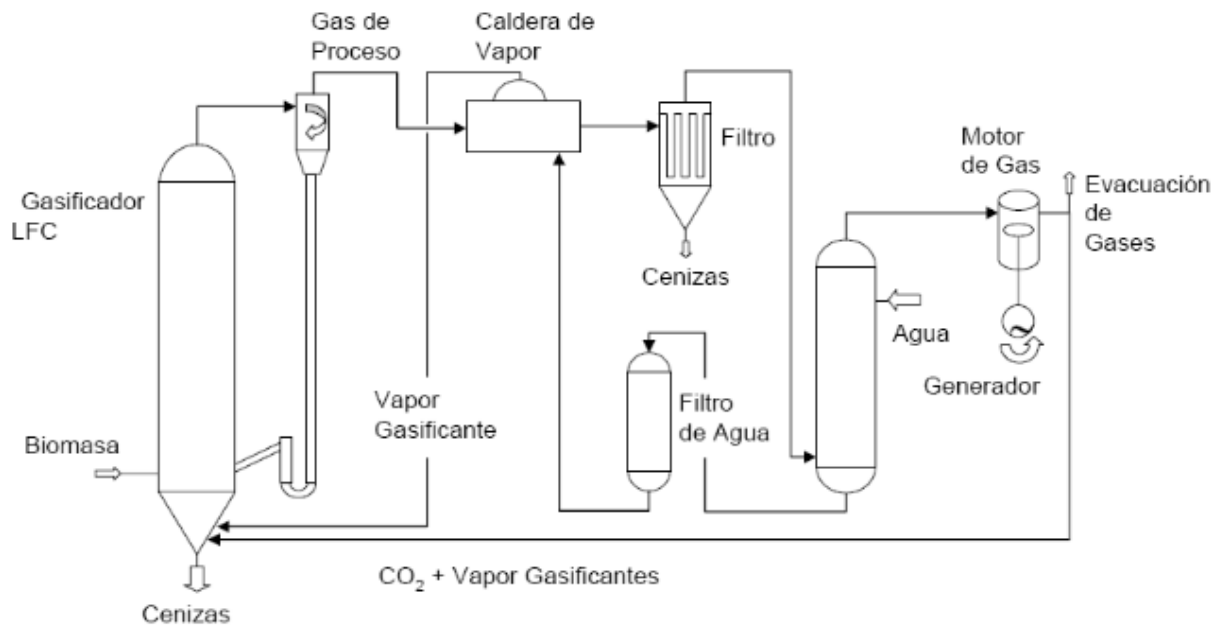 Gas de
Proceso
Caldera de
Vapor
Filtro
Motor
de Gas
Evacuación
de
Gases
Gasificador
LFC
Cenizas
Agua
Generador
Vapor
Gasificante
Filtro
de Agua
Biomasa
CO₂ + Vapor Gasificantes
Cenizas